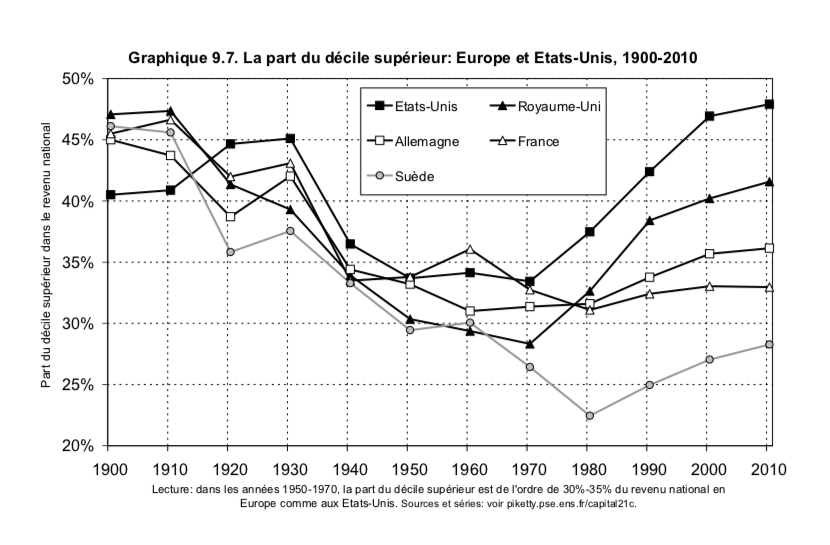 Graphique 9.7. La part du décile supérieur: Europe et Etats-Unis, 1900-2010
Part du décile supérieur dans le revenu national
50%
45%
40%
35%
30%
25%
20%
Etats-Unis
Royaume-Uni
Allemagne
France
Suède
1900 1910 1920 1930 1940 1950 1960 1970 1980 1990 2000 2010
Lecture: dans les années 1950-1970, la part du décile supérieur est de l'ordre de 30%-35% du revenu national en
Europe comme aux Etats-Unis. Sources et séries: voir piketty.pse.ens.fr/capital21c.